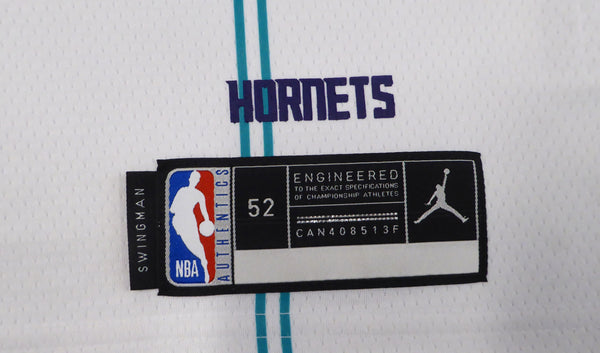 HORNETS
SWINGMAN
NBA
AUTHENTICS
52
ENGINEERED
TO THE EXACT SPECIFICATIONS
OF CHAMPIONSHIP ATHLETES
CAN408513F